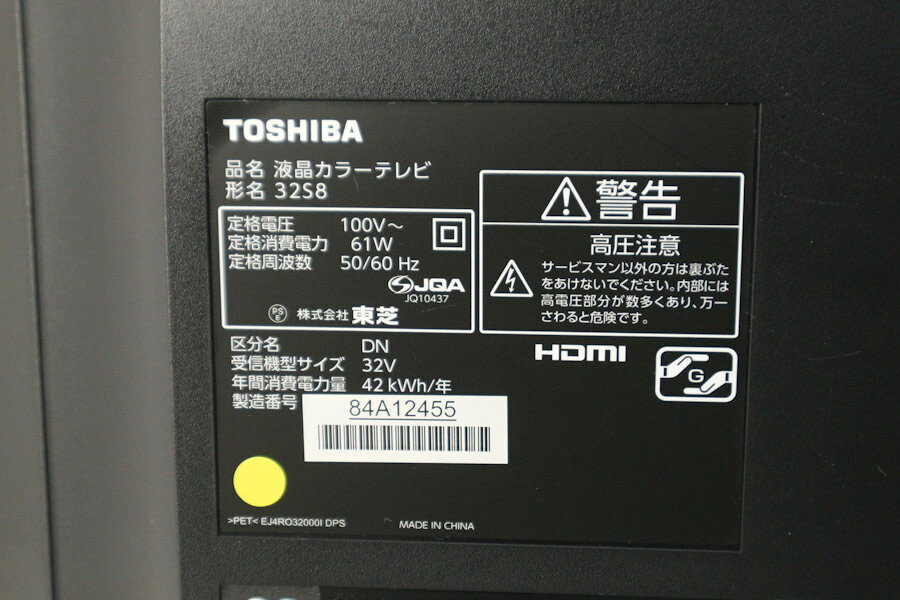 TOSHIBA
品名 液晶カラーテレビ
形名 32S8
定格電圧 100V～
定格消費電力 61W
定格周波数 50/60 Hz
JQA
JQ10437
PS E 株式会社 東芝
区分名 DN
受信機型サイズ 32V
年間消費電力量 42 kWh/年
製造番号 84A12455
>PET< EJ4RO32000I DPS
MADE IN CHINA
警告
高圧注意
サービスマン以外の方は裏ぶた
をあけないでください。内部には
高電圧部分が数多くあり、万一
さわると危険です。
HDMI
G